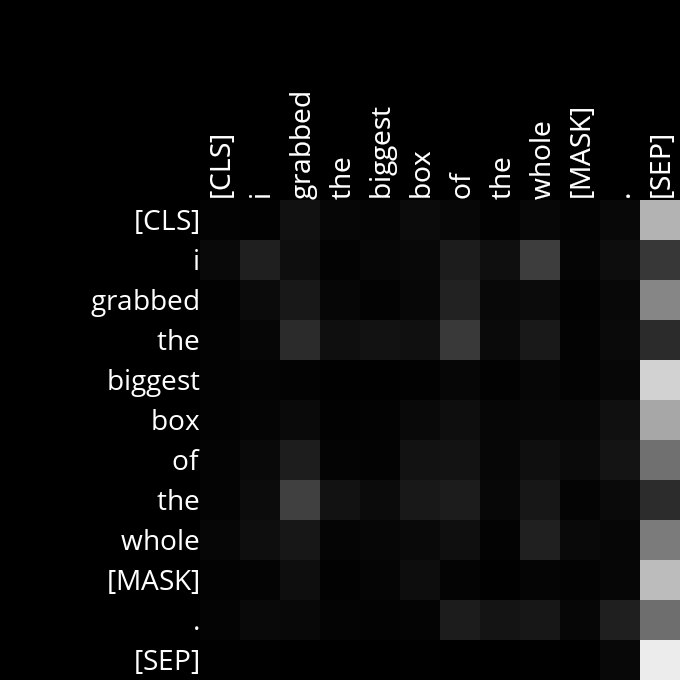 [CLS] i grabbed the biggest box of the whole [MASK] . [SEP]
[CLS]
i
grabbed
the
biggest
box
of
the
whole
[MASK]
.
[SEP]